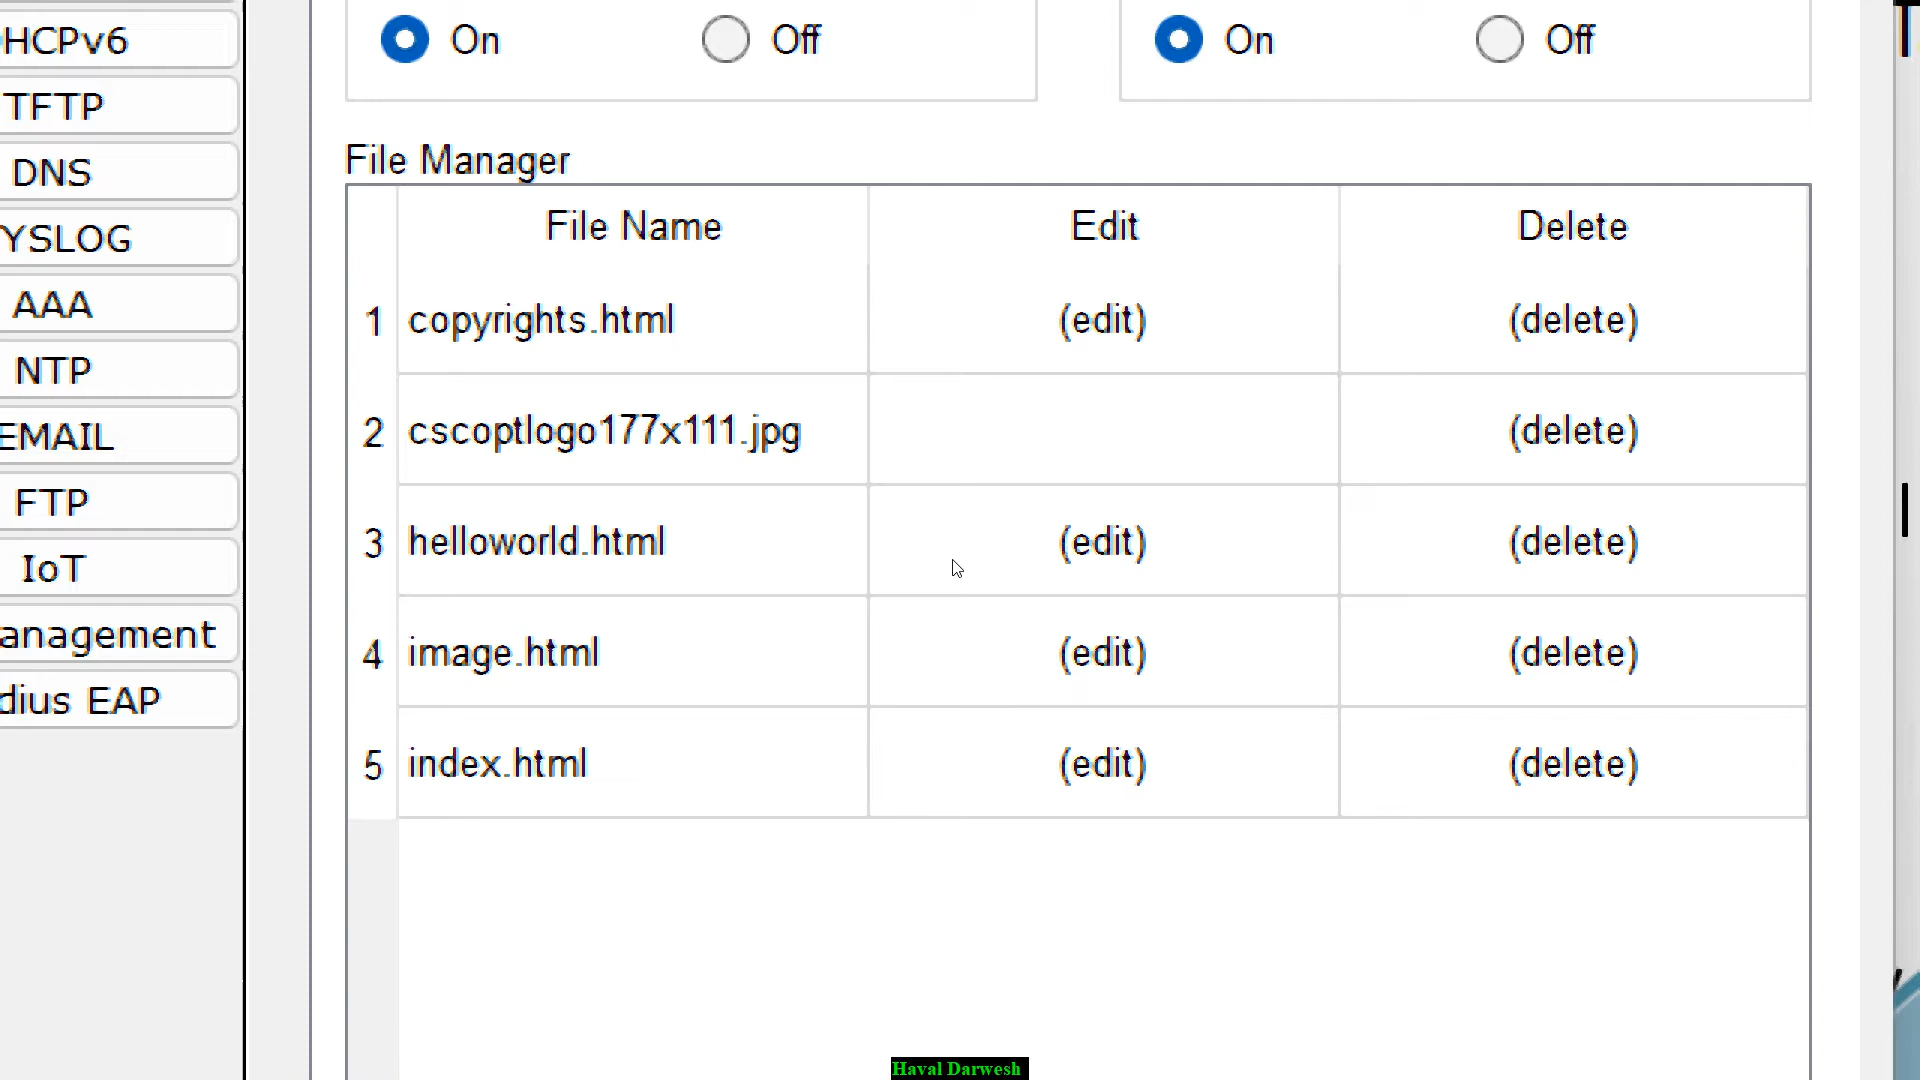 HCPv6
TFTP
DNS
YSLOG
AAA
NTP
EMAIL
FTP
IoT
anagement
dius EAP
On Off On Off
File Manager
File Name Edit Delete
1 copyrights.html (edit) (delete)
2 cscoptlogo177x111.jpg (delete)
3 helloworld.html (edit) (delete)
4 image.html (edit) (delete)
5 index.html (edit) (delete)
Haval Darwesh